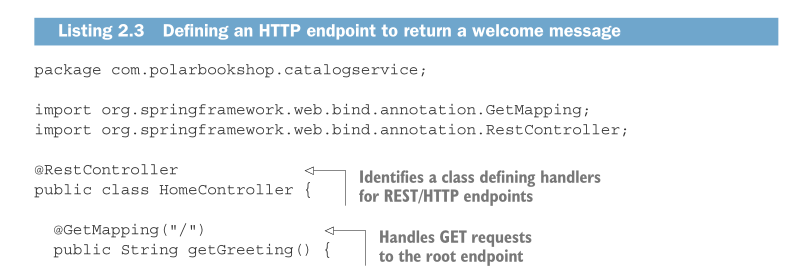 Listing 2.3 Defining an HTTP endpoint to return a welcome message
package com.polarbookshop.catalogservice;
import org.springframework.web.bind.annotation.GetMapping;
import org.springframework.web.bind.annotation.RestController;
@RestController
public class HomeController {
Identifies a class defining handlers
for REST/HTTP endpoints
@GetMapping("/")
public String getGreeting() {
Handles GET requests
to the root endpoint